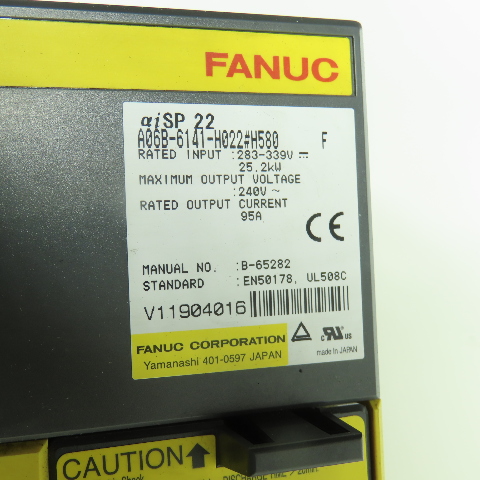 FANUC
αiSP 22
A06B-6141-H022#H580 F
RATED INPUT :283-339V ⎓
25.2kW
MAXIMUM OUTPUT VOLTAGE
:240V ~
RATED OUTPUT CURRENT
95A
CE
MANUAL NO. :B-65282
STANDARD :EN50178, UL508C
V11904016
FANUC CORPORATION
Yamanashi 401-0597 JAPAN
c UL US
made in JAPAN
CAUTION